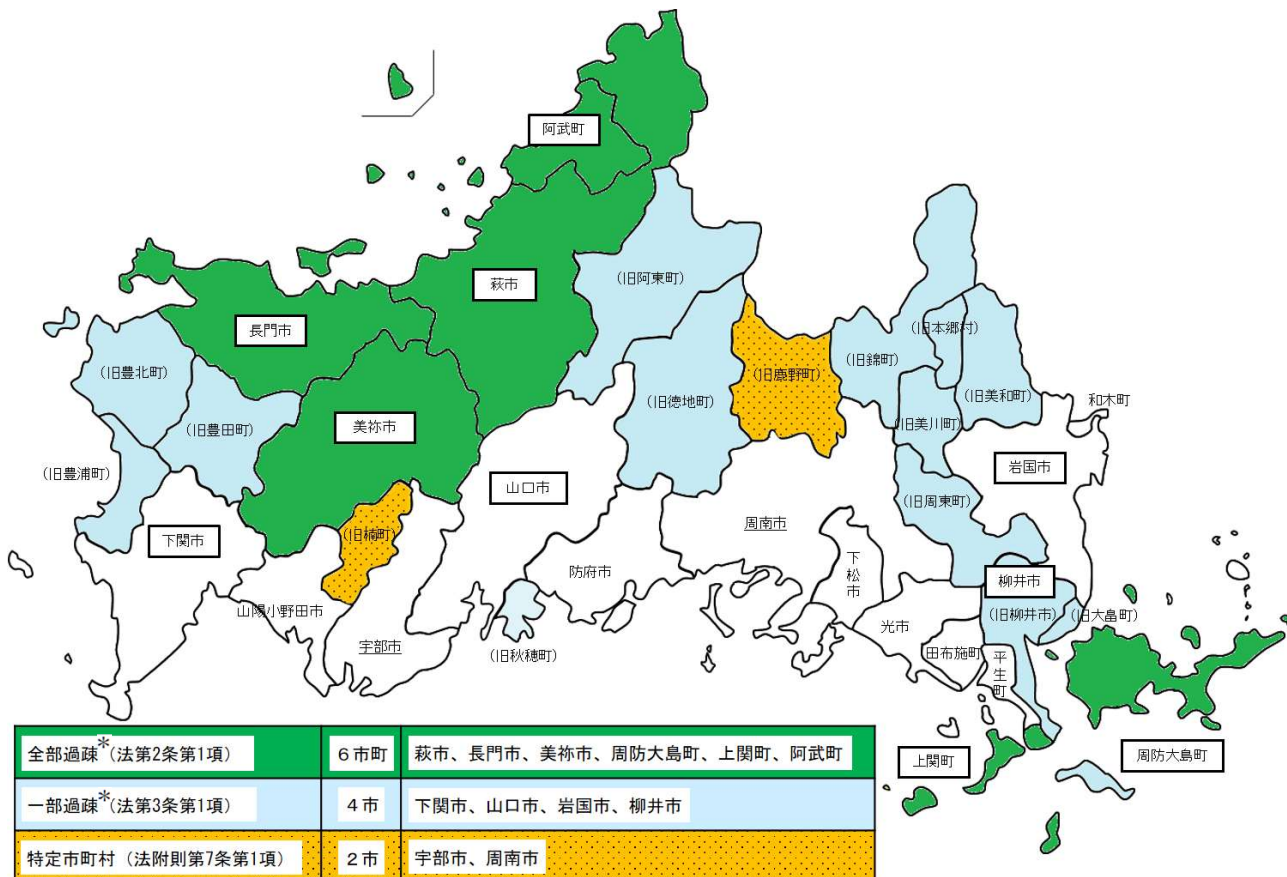 阿武町
萩市
(旧阿東町)
長門市
(旧本郷村)
(旧豊北町)
(旧錦町)
(旧鹿野町)
(旧徳地町)
(旧美和町)
和木町
(旧豊田町)
美祢市
(旧美川町)
(旧豊浦町)
岩国市
山口市
(旧周東町)
周南市
(旧楠町)
下関市
下松市
防府市
柳井市
山陽小野田市
光市
(旧柳井市)
(旧大畠町)
宇部市
(旧秋穂町)
田布施町
平生町
上関町
周防大島町
全部過疎*(法第2条第1項) 6市町 萩市、長門市、美祢市、周防大島町、上関町、阿武町
一部過疎*(法第3条第1項) 4市 下関市、山口市、岩国市、柳井市
特定市町村(法附則第7条第1項) 2市 宇部市、周南市